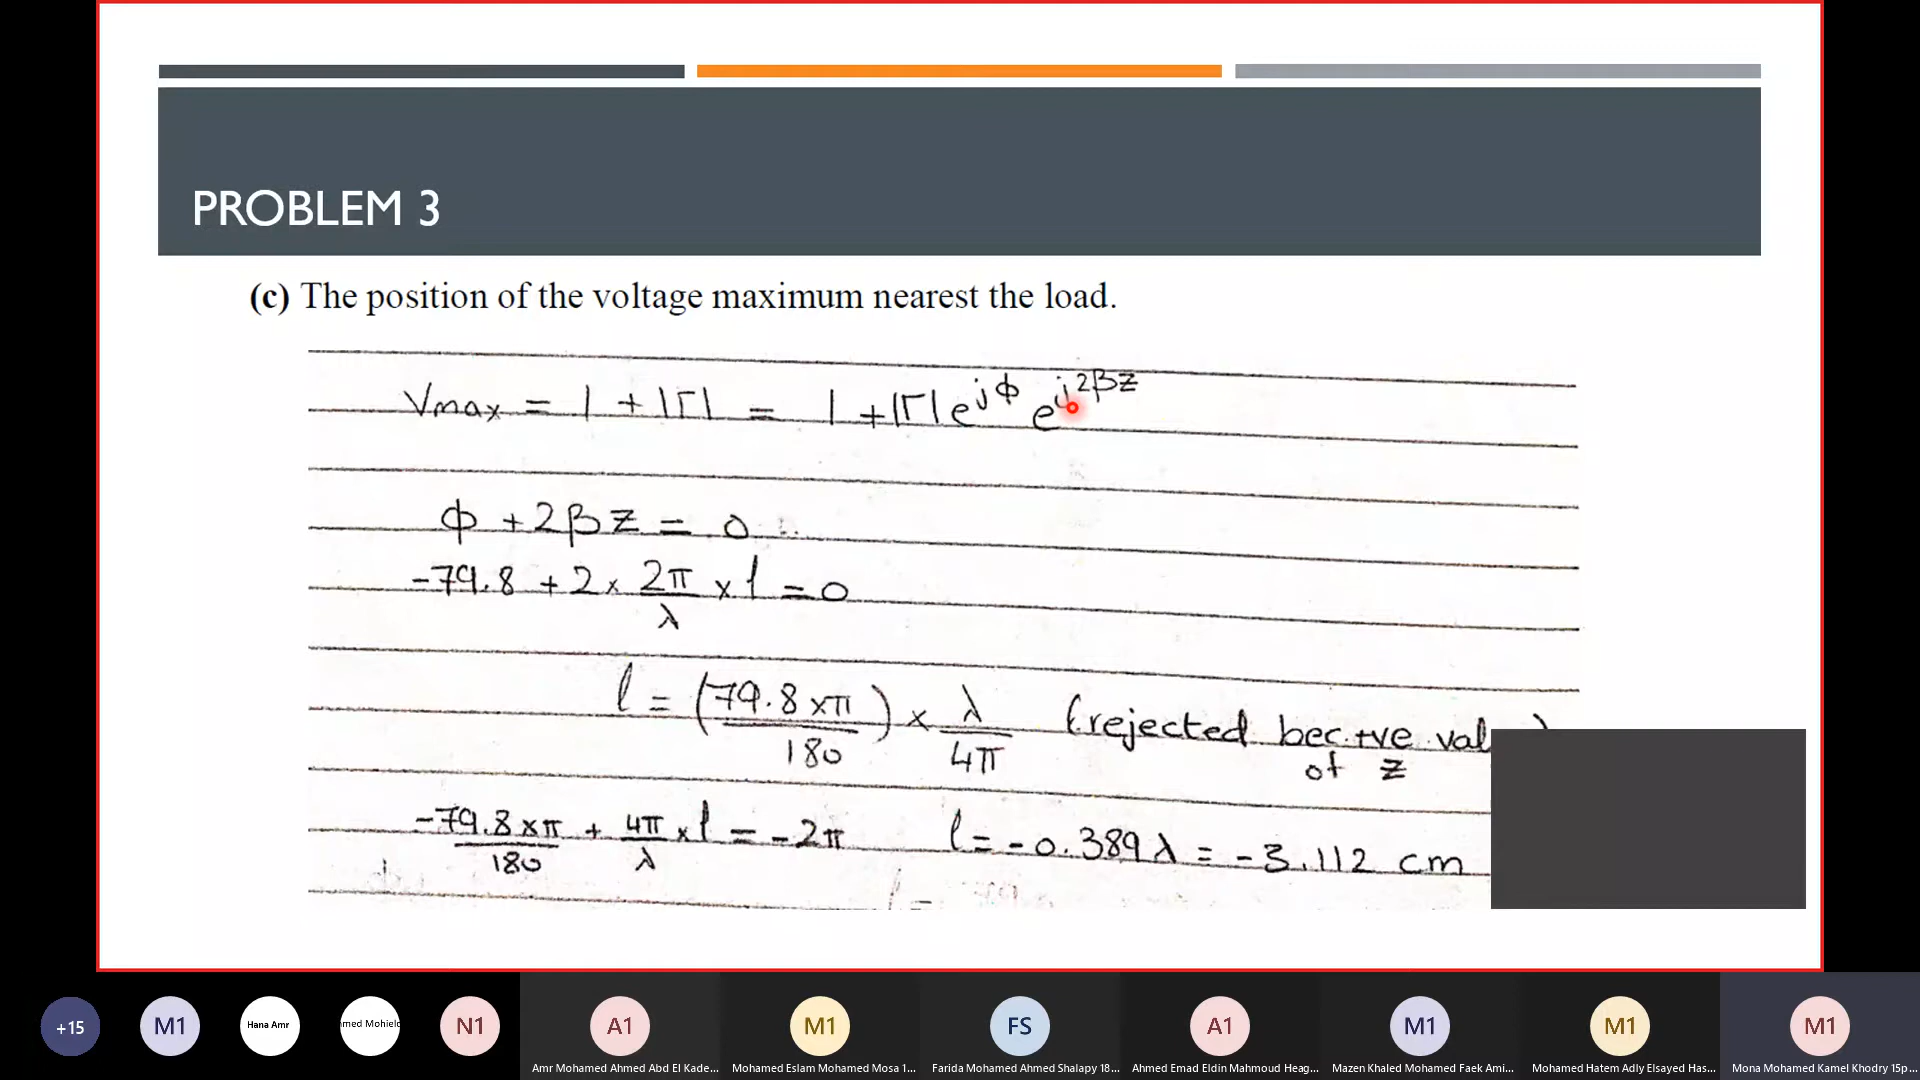 PROBLEM 3
(c) The position of the voltage maximum nearest the load.
Vmax = 1 + |Γ| = 1 + |Γ| e^jϕ e^j2βz
ϕ + 2βz = 0
-79.8 + 2 × 2π/λ × l = 0
l = (79.8 × π / 180) × λ/4π (rejected bec. +ve val
of z
-79.8 × π / 180 + 4π/λ × l = -2π l = -0.389 λ = -3.112 cm
+15 M1 Hana Amr med Mohield N1 A1 M1 FS A1 M1 M1 M1
Amr Mohamed Ahmed Abd El Kade... Mohamed Eslam Mohamed Mosa 1... Farida Mohamed Ahmed Shalapy 18... Ahmed Emad Eldin Mahmoud Heag... Mazen Khaled Mohamed Faek Ami... Mohamed Hatem Adly Elsayed Has... Mona Mohamed Kamel Khodry 15p...